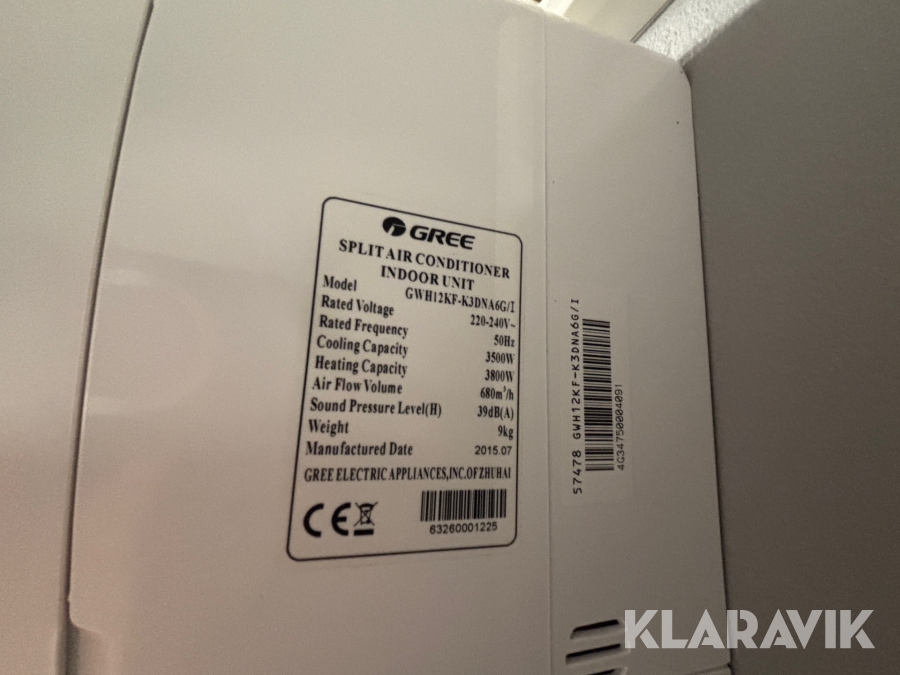 GREE
SPLIT AIR CONDITIONER
INDOOR UNIT
Model GWH12KF-K3DNA6G/I
Rated Voltage 220-240V~
Rated Frequency 50Hz
Cooling Capacity 3500W
Heating Capacity 3800W
Air Flow Volume 680m³/h
Sound Pressure Level(H) 39dB(A)
Weight 9kg
Manufactured Date 2015.07
GREE ELECTRIC APPLIANCES,INC.OF ZHUHAI
CE
63260001225
57478 GWH12KF-K3DNA6G/I
4G34750004091
KLARAVIK